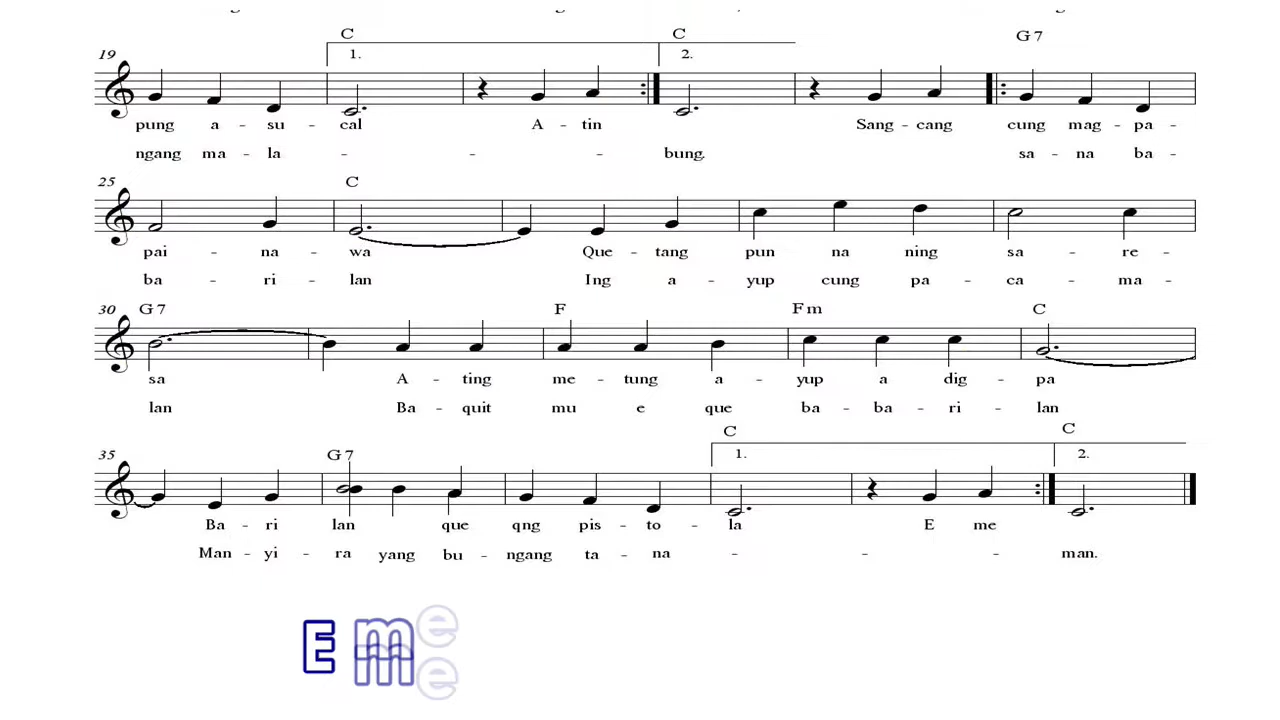 C C G 7
19 1. 2.
pung a - su - cal A - tin Sang - cang cung mag - pa -
ngang ma - la - - - bung. sa - na ba -
C
25
pai - na - wa Que - tang pun na ning sa - re -
ba - ri - lan Ing a - yup cung pa - ca - ma -
G 7 F F m C
30
sa A - ting me - tung a - yup a dig - pa
lan Ba - quit mu e que ba - ba - ri - lan
C C
35 G 7 1. 2.
Ba - ri lan que qng pis - to - la E me
Man - yi - ra yang bu - ngang ta - na - - - man.
E me
me